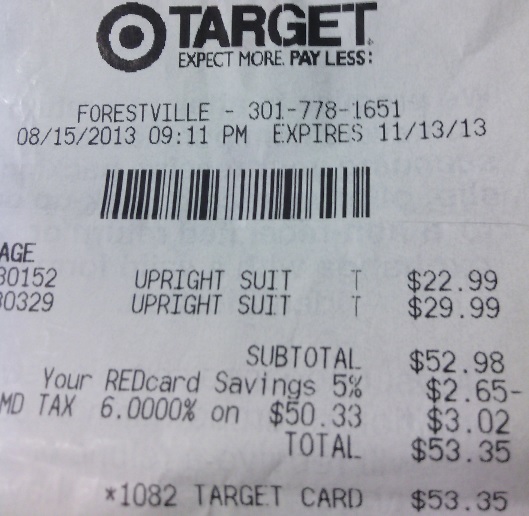 TARGET
EXPECT MORE. PAY LESS:
FORESTVILLE - 301-778-1651
08/15/2013 09:11 PM EXPIRES 11/13/13
AGE
30152 UPRIGHT SUIT T $22.99
30329 UPRIGHT SUIT T $29.99
SUBTOTAL $52.98
Your REDcard Savings 5% $2.65-
MD TAX 6.0000% on $50.33 $3.02
TOTAL $53.35
*1082 TARGET CARD $53.35